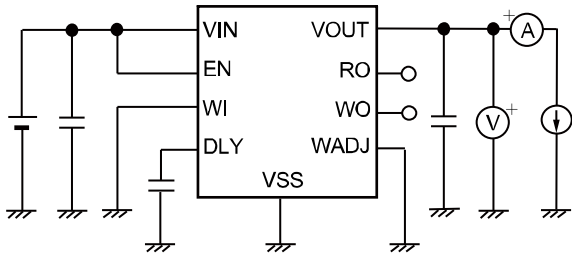 VIN VOUT + A
EN RO
WI WO V +
DLY WADJ
VSS